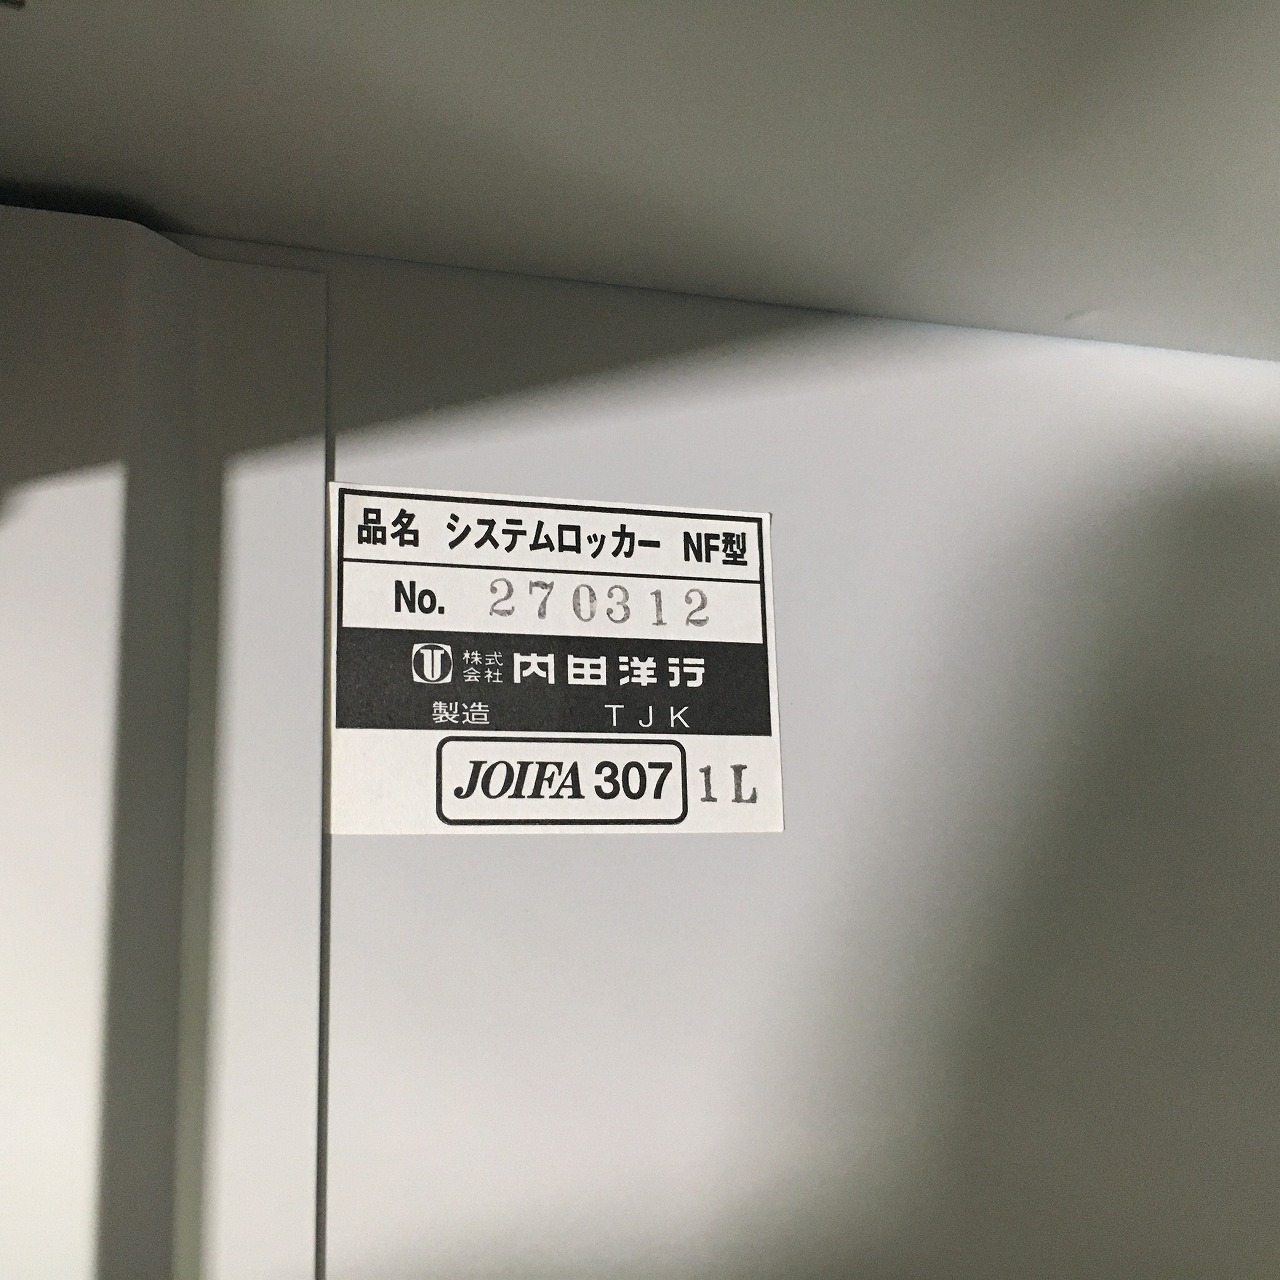 品名 システムロッカー NF型
No. 270312
株式会社 内田洋行
製造 TJK
JOIFA 307 1L